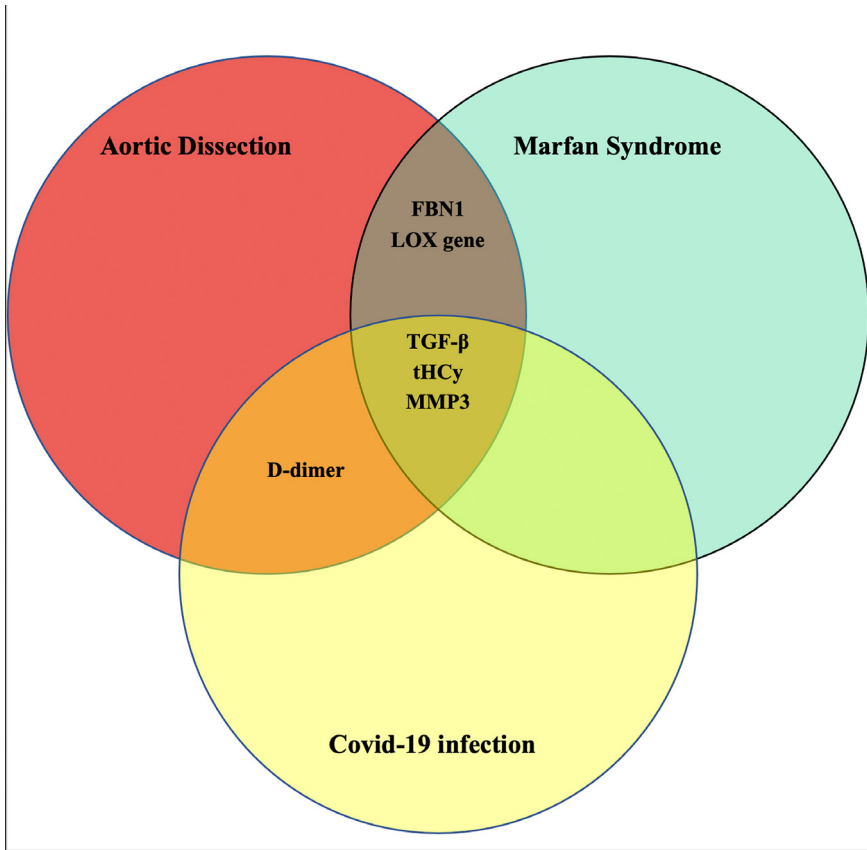 Aortic Dissection
Marfan Syndrome
FBN1
LOX gene
TGF-β
tHCy
MMP3
D-dimer
Covid-19 infection